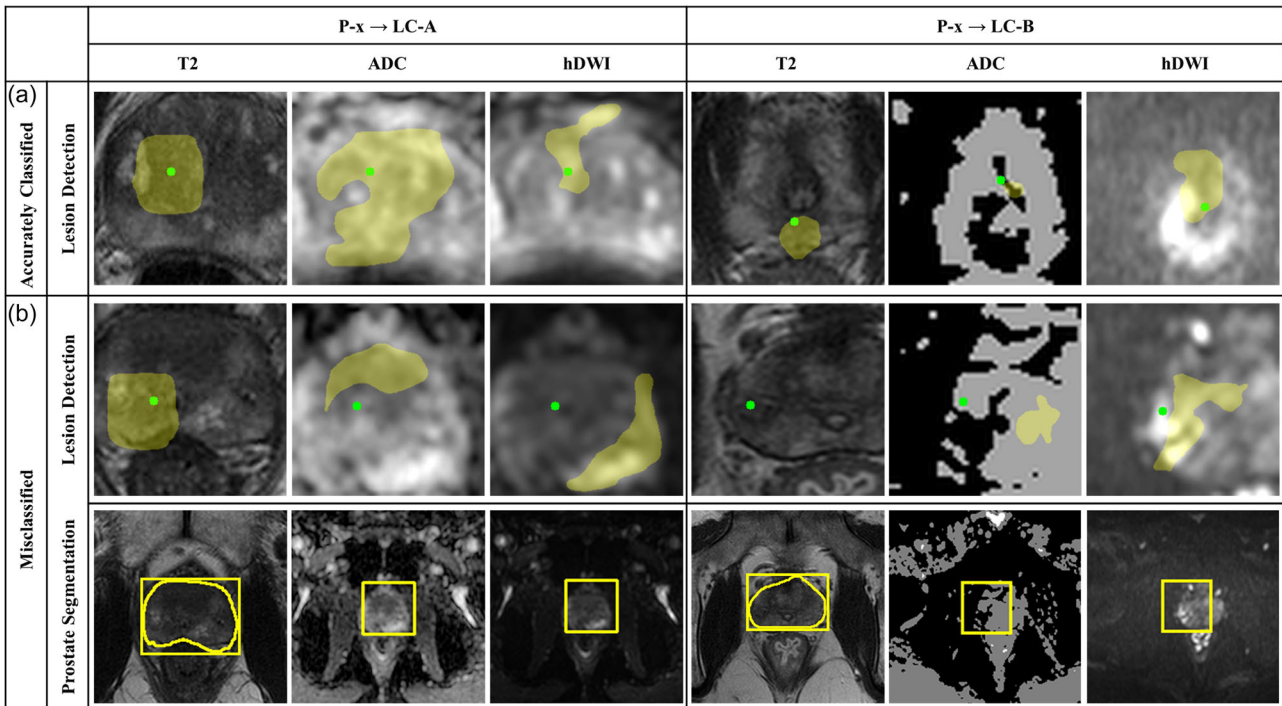 P-x → LC-A P-x → LC-B
T2 ADC hDWI T2 ADC hDWI
(a)
Accurately Classified
Lesion Detection
(b)
Misclassified
Lesion Detection
Prostate Segmentation